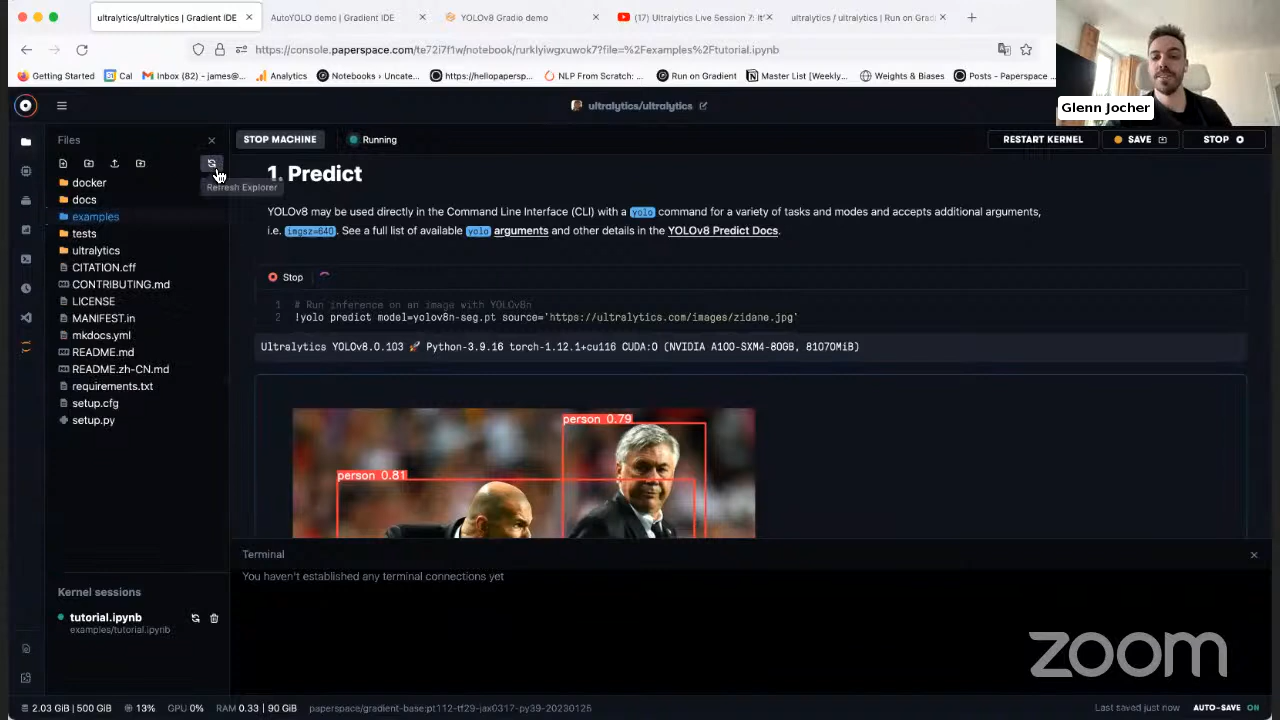 ultralytics/ultralytics | Gradient IDE
AutoYOLO demo | Gradient IDE
YOLOv8 Gradio demo
(17) Ultralytics Live Session 7: It'
ultralytics / ultralytics | Run on Grad
https://console.paperspace.com/te72i7f1w/notebook/rurklyiwgxuwok7?file=%2Fexamples%2Ftutorial.ipynb
Getting Started
Cal
Inbox (82) - james@...
Analytics
Notebooks › Uncate...
https://hellopapersp...
NLP From Scratch: ...
Run on Gradient
Master List [Weekly...
Weights & Biases
Posts - Paperspace ...
Glenn Jocher
ultralytics/ultralytics
Files
STOP MACHINE
Running
RESTART KERNEL
SAVE
STOP
Refresh Explorer
docker
docs
examples
tests
ultralytics
CITATION.cff
CONTRIBUTING.md
LICENSE
MANIFEST.in
mkdocs.yml
README.md
README.zh-CN.md
requirements.txt
setup.cfg
setup.py
1. Predict
YOLOv8 may be used directly in the Command Line Interface (CLI) with a yolo command for a variety of tasks and modes and accepts additional arguments,
i.e. imgsz=640. See a full list of available yolo arguments and other details in the YOLOv8 Predict Docs.
Stop
1 # Run inference on an image with YOLOv8n
2 !yolo predict model=yolov8n-seg.pt source='https://ultralytics.com/images/zidane.jpg'
Ultralytics YOLOv8.0.103 🚀 Python-3.9.16 torch-1.12.1+cu116 CUDA:0 (NVIDIA A100-SXM4-80GB, 81070MiB)
person 0.79
person 0.81
Terminal
You haven't established any terminal connections yet
Kernel sessions
tutorial.ipynb
examples/tutorial.ipynb
zoom
2.03 GiB | 500 GiB
13%
GPU 0%
RAM 0.33 | 90 GiB
paperspace/gradient-base:pt112-tf29-jax0317-py39-20230125
Last saved just now
AUTO-SAVE ON